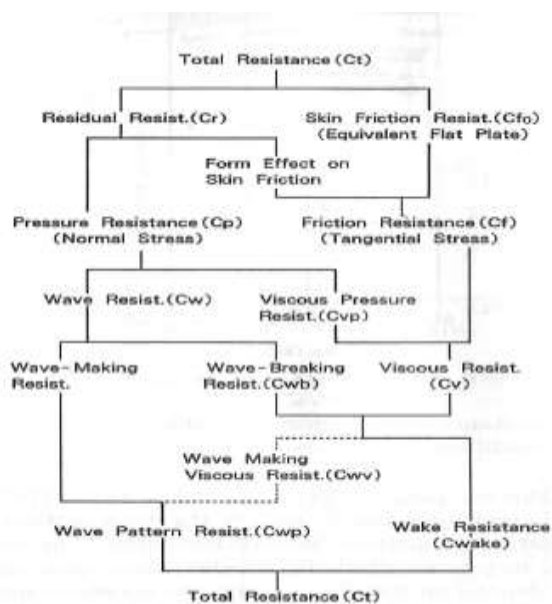 Total Resistance(Ct)
Residual Resist.(Cr)
Skin Friction Resist.(Cfo)
(Equivalent Flat Plate)
Form Effect on
Skin Friction
Pressure Resistance(Cp)
(Normal Stress)
Friction Resistance(Cf)
(Tangential Stress)
Wave Resist.(Cw)
Viscous Pressure
Resist.(Cvp)
Wave-Making
Resist.
Wave-Breaking
Resist.(Cwb)
Viscous Resist.
(Cv)
Wave Making
Viscous Resist.(Cwv)
Wave Pattern Resist.(Cwp)
Wake Resistance
(Cwake)
Total Resistance(Ct)